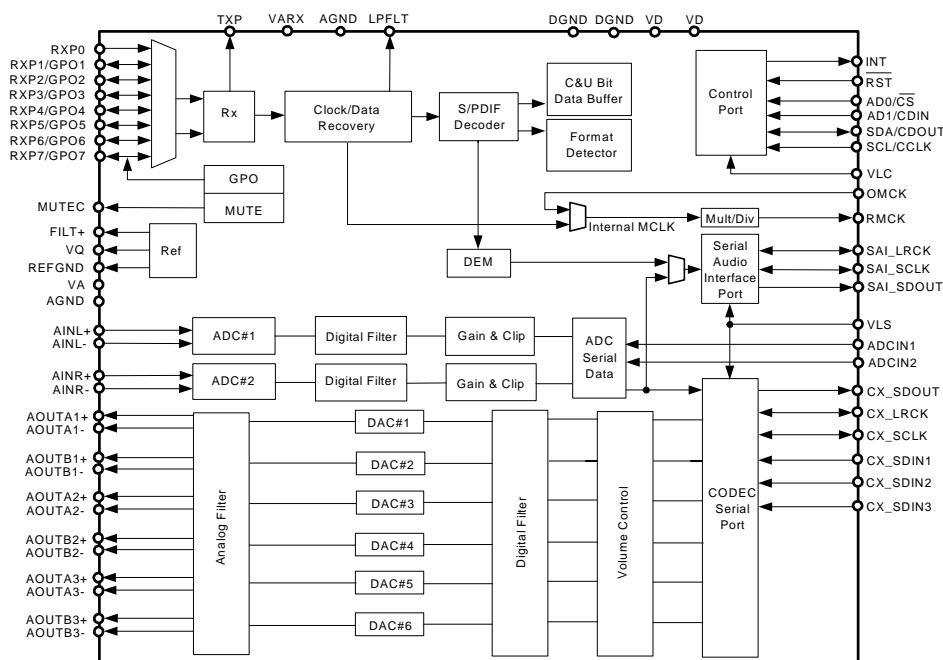 TXP
VARX
AGND
LPFLT
DGND
DGND
VD
VD
RXP0
RXP1/GPO1
RXP2/GPO2
RXP3/GPO3
RXP4/GPO4
RXP5/GPO5
RXP6/GPO6
RXP7/GPO7
Rx
Clock/Data
Recovery
S/PDIF
Decoder
C&U Bit
Data Buffer
Format
Detector
Control
Port
INT
RST
AD0/CS
AD1/CDIN
SDA/CDOUT
SCL/CCLK
VLC
OMCK
RMCK
GPO
MUTE
MUTEC
FILT+
VQ
REFGND
VA
AGND
Ref
Internal MCLK
Mult/Div
DEM
Serial
Audio
Interface
Port
SAI_LRCK
SAI_SCLK
SAI_SDOUT
VLS
AINL+
AINL-
ADC#1
Digital Filter
Gain & Clip
ADC
Serial
Data
ADCIN1
ADCIN2
AINR+
AINR-
ADC#2
Digital Filter
Gain & Clip
CX_SDOUT
CX_LRCK
CX_SCLK
CX_SDIN1
CX_SDIN2
CX_SDIN3
AOUTA1+
AOUTA1-
AOUTB1+
AOUTB1-
AOUTA2+
AOUTA2-
AOUTB2+
AOUTB2-
AOUTA3+
AOUTA3-
AOUTB3+
AOUTB3-
Analog Filter
DAC#1
DAC#2
DAC#3
DAC#4
DAC#5
DAC#6
Digital Filter
Volume Control
CODEC
Serial
Port